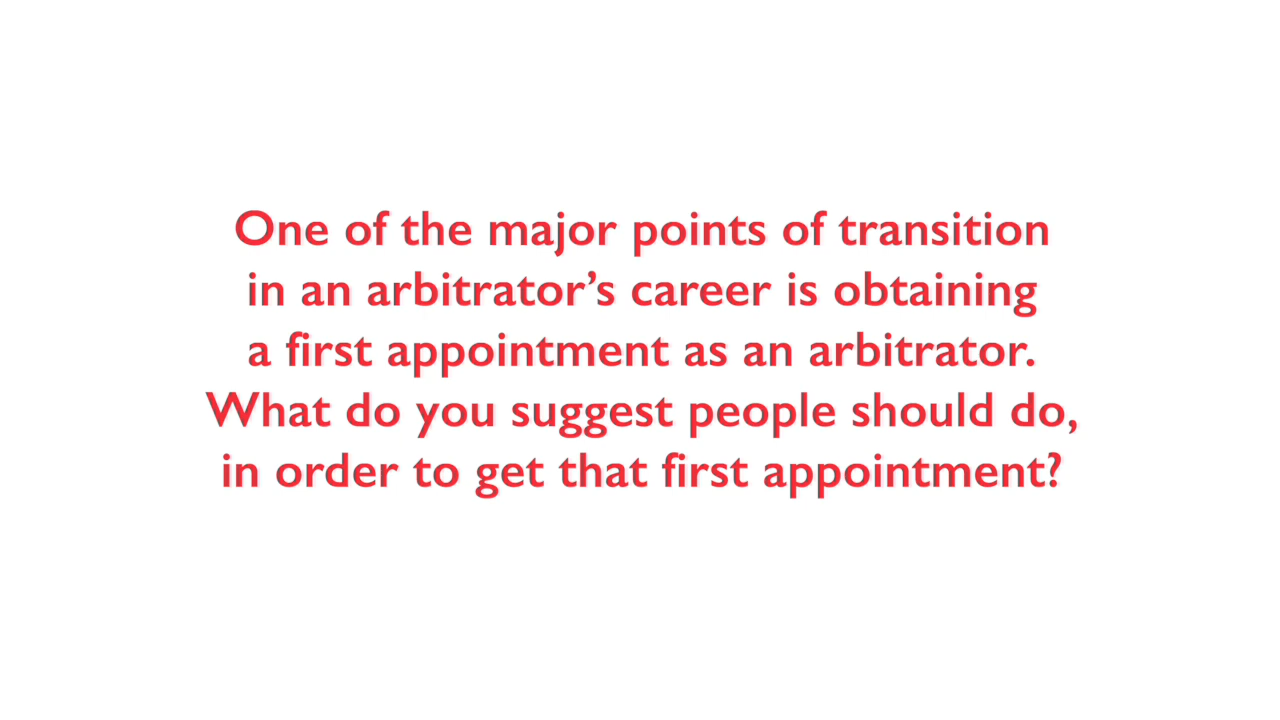 One of the major points of transition
in an arbitrator’s career is obtaining
a first appointment as an arbitrator.
What do you suggest people should do,
in order to get that first appointment?